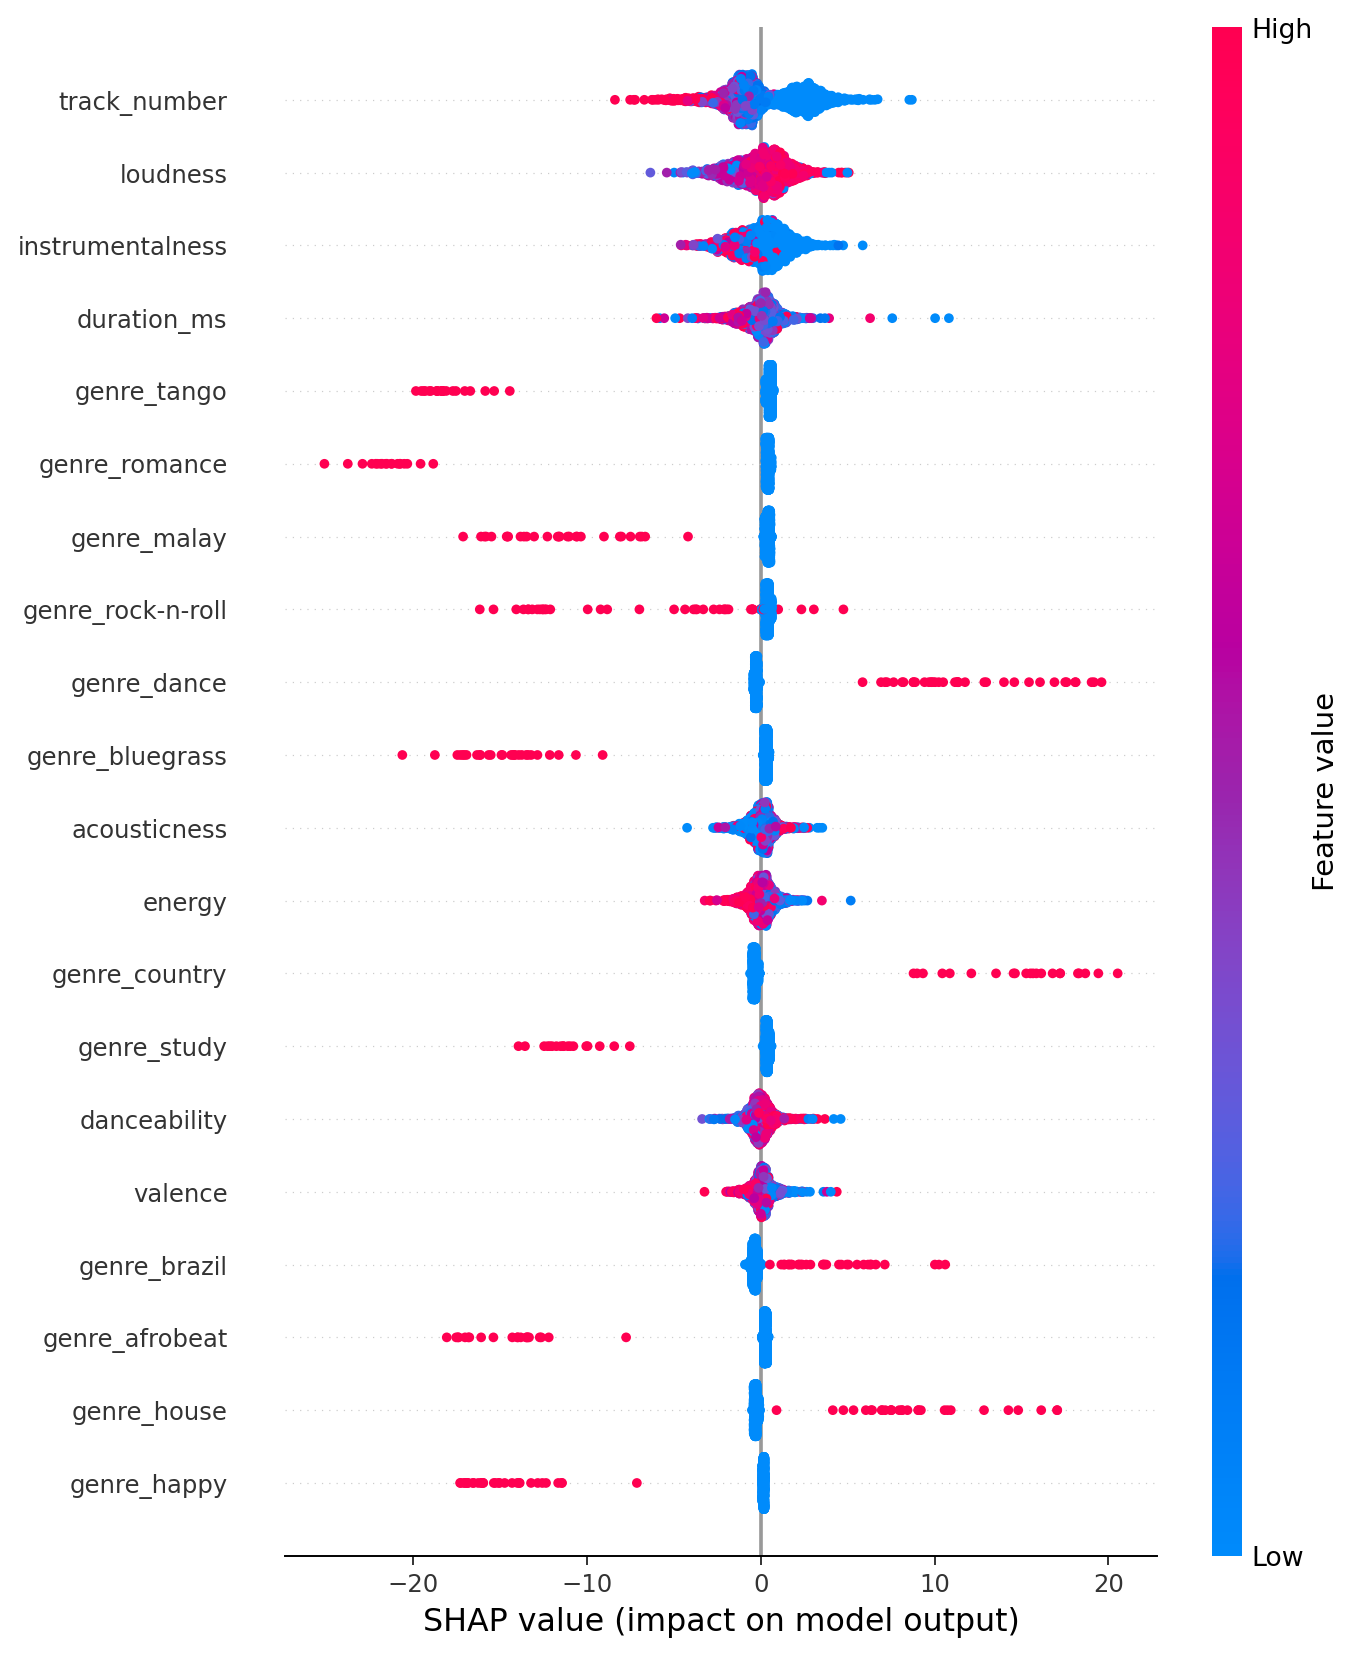 High
track_number
loudness
instrumentalness
duration_ms
genre_tango
genre_romance
genre_malay
genre_rock-n-roll
genre_dance
genre_bluegrass
acousticness
energy
genre_country
genre_study
danceability
valence
genre_brazil
genre_afrobeat
genre_house
genre_happy
Feature value
Low
−20 −10 0 10 20
SHAP value (impact on model output)